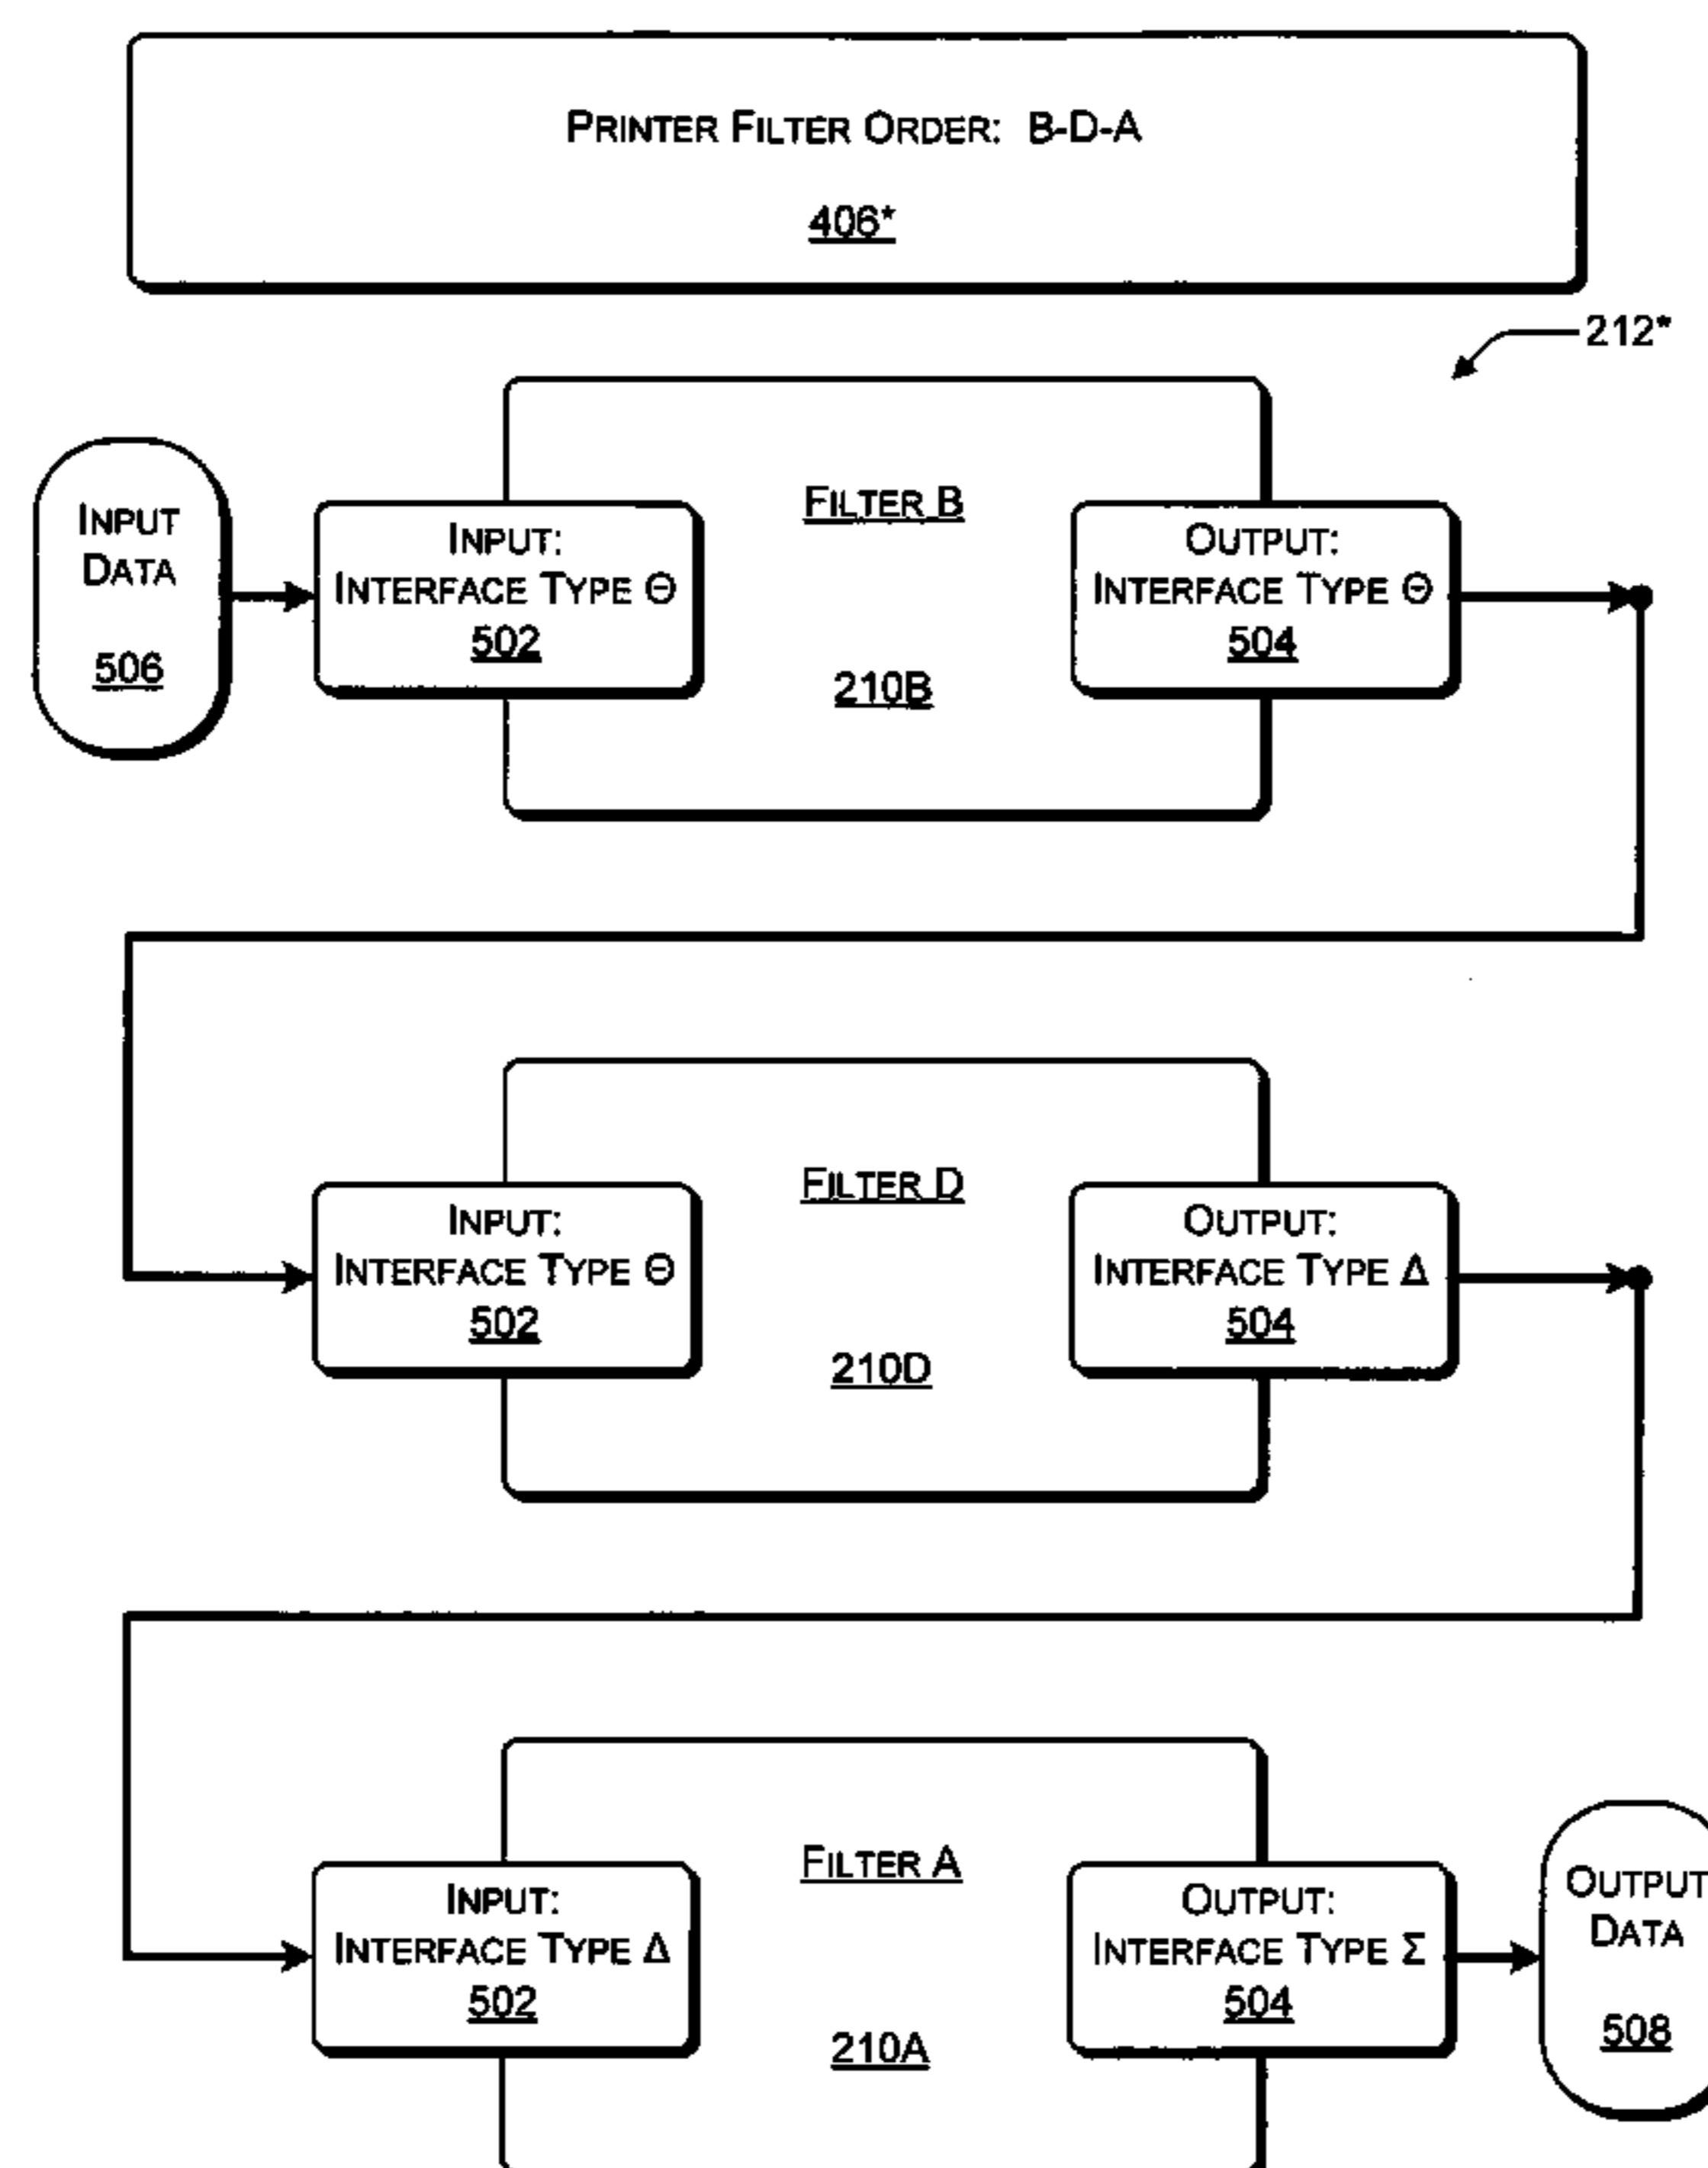 PRINTER FILTER ORDER: B-D-A
406*
212*
INPUT
DATA
506
FILTER B
INPUT:
INTERFACE TYPE Θ
502
OUTPUT:
INTERFACE TYPE Θ
504
210B
FILTER D
INPUT:
INTERFACE TYPE Θ
502
OUTPUT:
INTERFACE TYPE Δ
504
210D
FILTER A
INPUT:
INTERFACE TYPE Δ
502
OUTPUT:
INTERFACE TYPE Σ
504
210A
OUTPUT
DATA
508